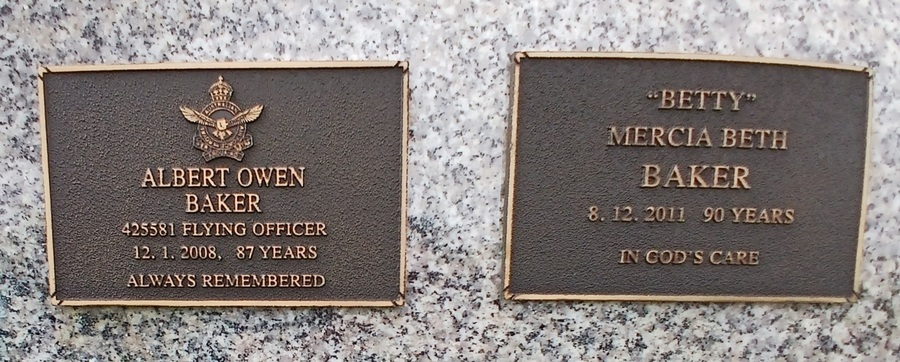 AUSTRALIAN
ALBERT OWEN
BAKER
425581 FLYING OFFICER
12. 1. 2008, 87 YEARS
ALWAYS REMEMBERED
"BETTY"
MERCIA BETH
BAKER
8. 12. 2011 90 YEARS
IN GOD'S CARE